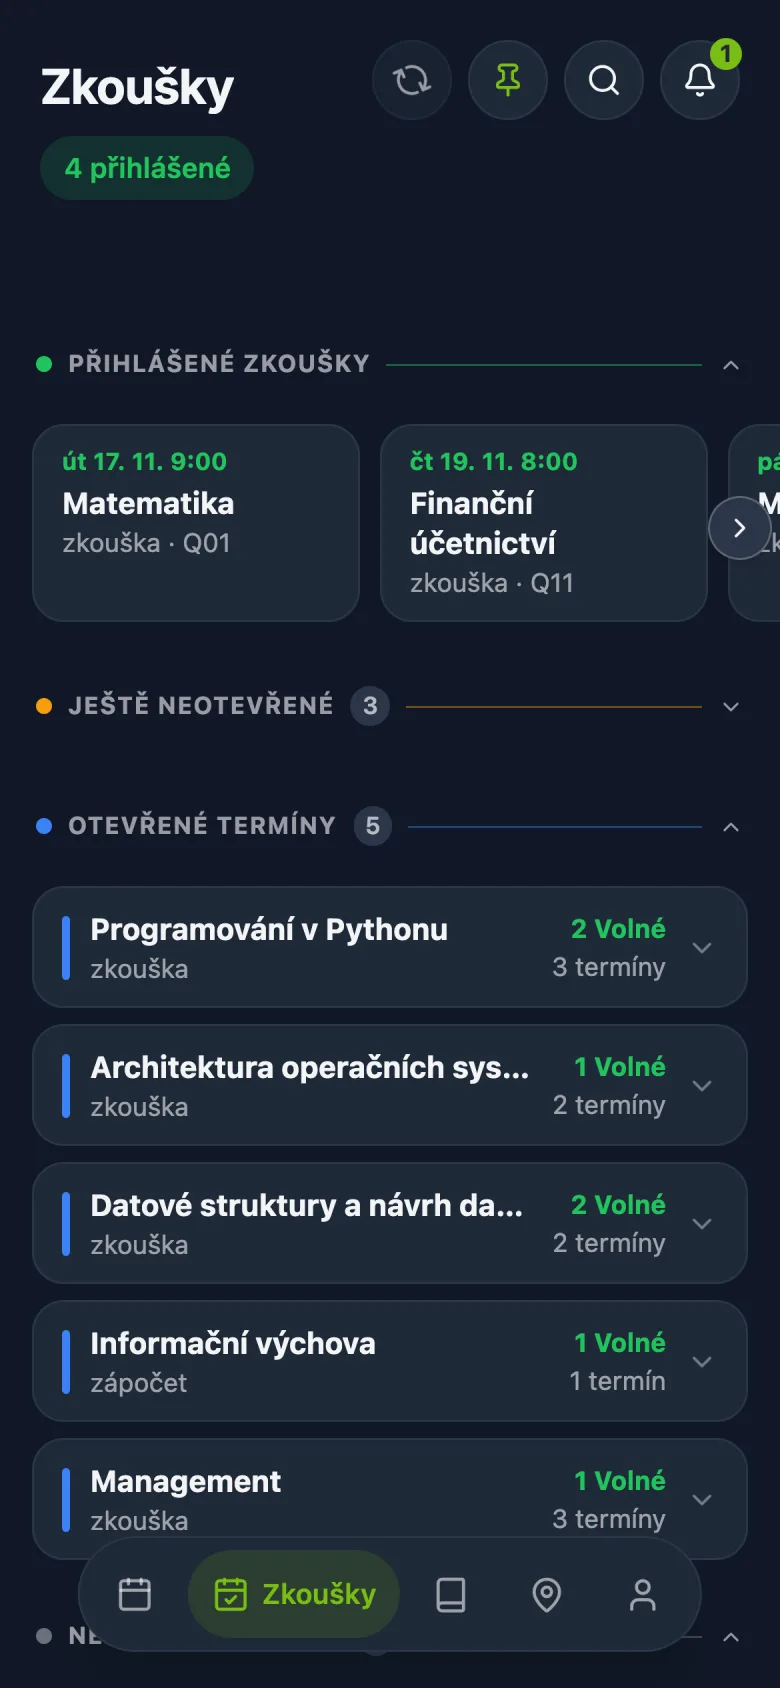 Zkoušky
1
4 přihlášené
PŘIHLÁŠENÉ ZKOUŠKY
út 17. 11. 9:00
Matematika
zkouška · Q01
čt 19. 11. 8:00
Finanční
účetnictví
zkouška · Q11
JEŠTĚ NEOTEVŘENÉ 3
OTEVŘENÉ TERMÍNY 5
Programování v Pythonu
zkouška
2 Volné
3 termíny
Architektura operačních sys...
zkouška
1 Volné
2 termíny
Datové struktury a návrh da...
zkouška
2 Volné
2 termíny
Informační výchova
zápočet
1 Volné
1 termín
Management
zkouška
1 Volné
3 termíny
Zkoušky